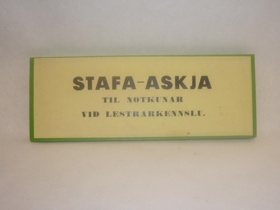 STAFA-ASKJA
TIL NOTKUNAR
VID LESTRARKENNSLU.